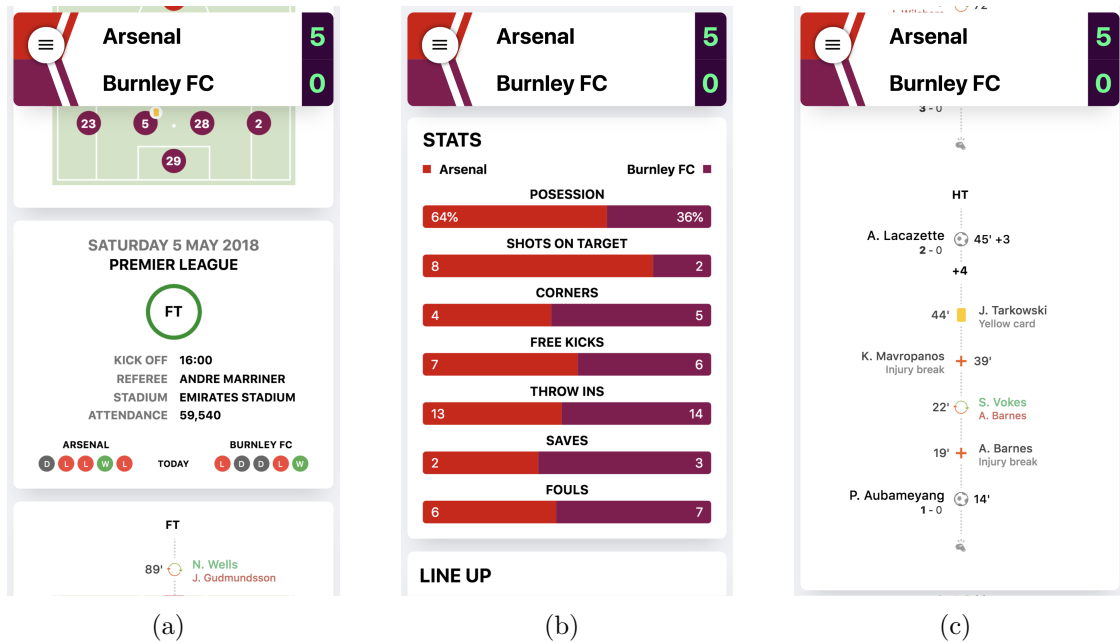 Arsenal 5
Burnley FC 0
23 5 28 2
29
SATURDAY 5 MAY 2018
PREMIER LEAGUE
FT
KICK OFF 16:00
REFEREE ANDRE MARRINER
STADIUM EMIRATES STADIUM
ATTENDANCE 59,540
ARSENAL BURNLEY FC
D L L W L TODAY L D D L W
FT
89' N. Wells
J. Gudmundsson
(a)
Arsenal 5
Burnley FC 0
STATS
Arsenal Burnley FC
POSESSION
64% 36%
SHOTS ON TARGET
8 2
CORNERS
4 5
FREE KICKS
7 6
THROW INS
13 14
SAVES
2 3
FOULS
6 7
LINE UP
(b)
Arsenal 5
Burnley FC 0
3 - 0
HT
A. Lacazette 45' +3
2 - 0
+4
44' J. Tarkowski
Yellow card
K. Mavropanos 39'
Injury break
22' S. Vokes
A. Barnes
19' A. Barnes
Injury break
P. Aubameyang 14'
1 - 0
(c)